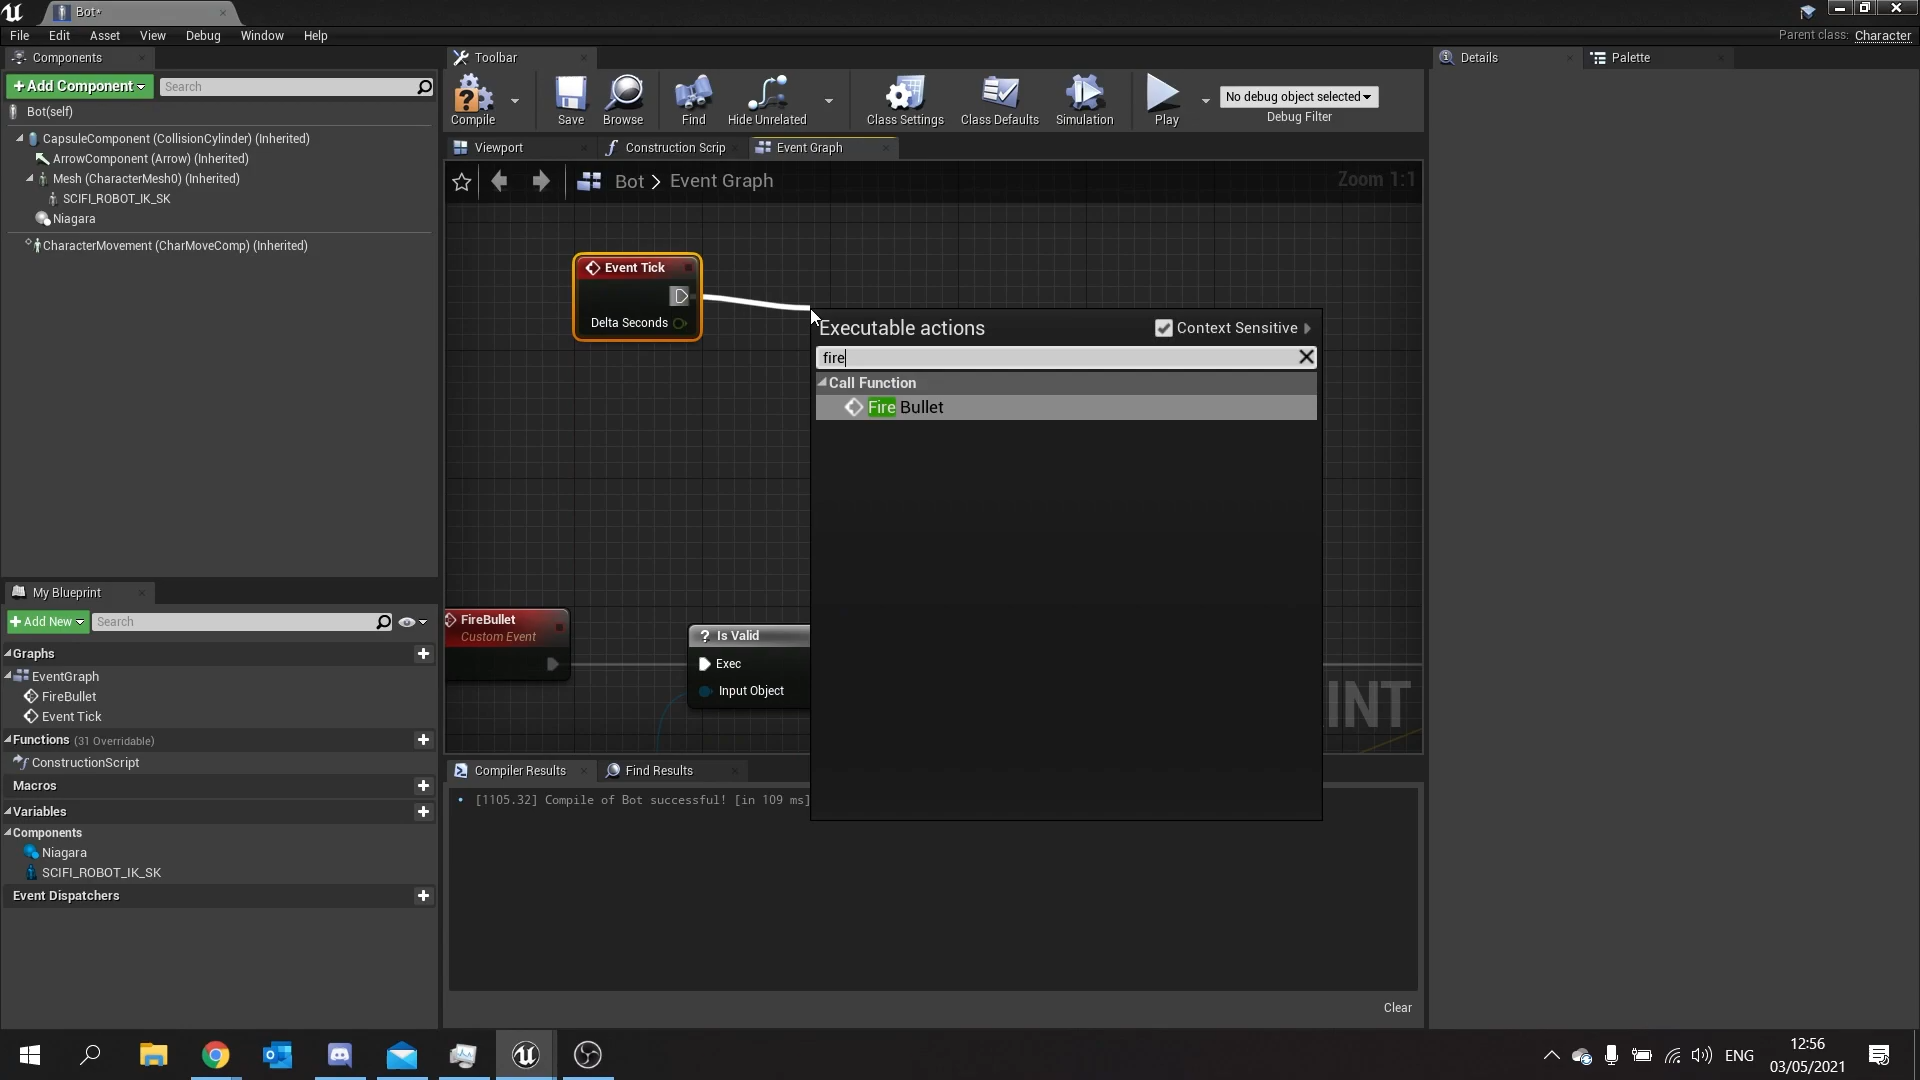 Bot*
File Edit Asset View Debug Window Help
Parent class: Character
Components
Toolbar
Details
Palette
+Add Component
Search
Bot(self)
CapsuleComponent (CollisionCylinder) (Inherited)
ArrowComponent (Arrow) (Inherited)
Mesh (CharacterMesh0) (Inherited)
SCIFI_ROBOT_IK_SK
Niagara
CharacterMovement (CharMoveComp) (Inherited)
Compile
Save
Browse
Find
Hide Unrelated
Class Settings
Class Defaults
Simulation
Play
No debug object selected
Debug Filter
Viewport
Construction Scrip
Event Graph
Bot > Event Graph
Zoom 1:1
Event Tick
Delta Seconds
Executable actions
Context Sensitive
fire
Call Function
Fire Bullet
FireBullet
Custom Event
? Is Valid
Exec
Input Object
INT
My Blueprint
+Add New
Search
Graphs
EventGraph
FireBullet
Event Tick
Functions (31 Overridable)
ConstructionScript
Macros
Variables
Components
Niagara
SCIFI_ROBOT_IK_SK
Event Dispatchers
Compiler Results
Find Results
[1105.32] Compile of Bot successful! [in 109 ms]
Clear
ENG
12:56
03/05/2021